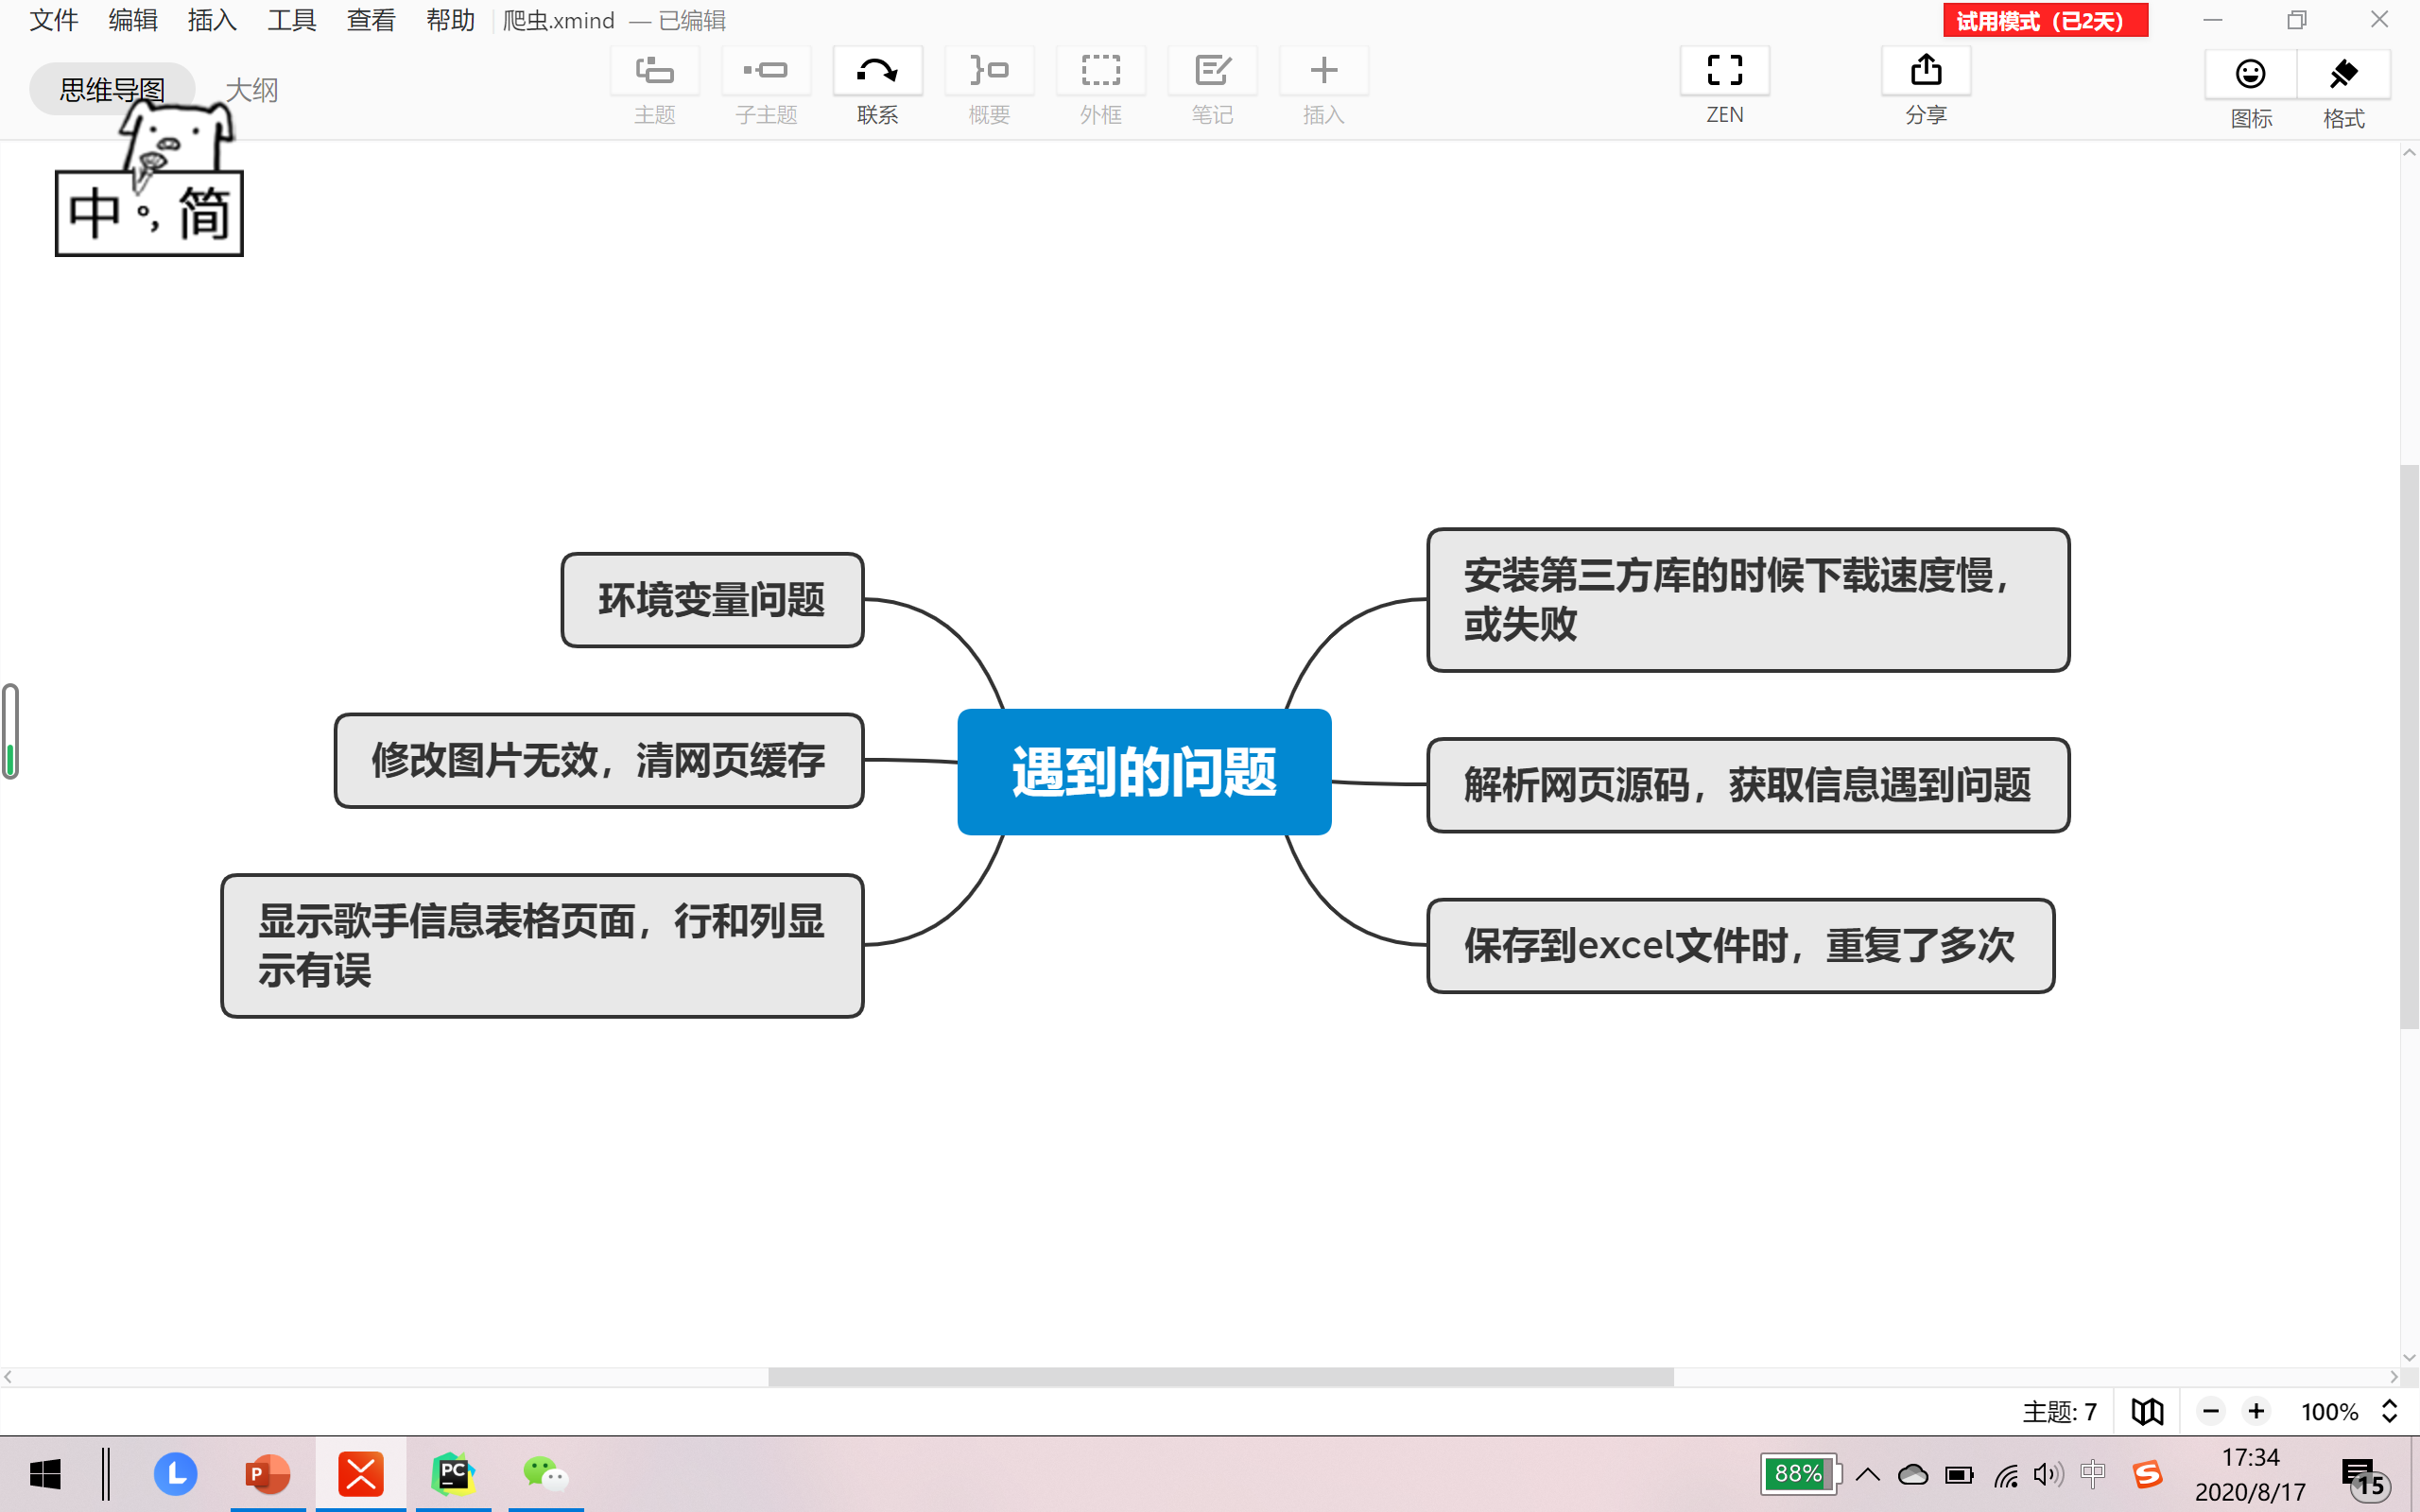 文件 编辑 插入 工具 查看 帮助 爬虫.xmind — 已编辑 试用模式（已2天）
思维导图 大纲
主题 子主题 联系 概要 外框 笔记 插入 ZEN 分享 图标 格式
中 °, 简
环境变量问题
修改图片无效，清网页缓存
显示歌手信息表格页面，行和列显
示有误
遇到的问题
安装第三方库的时候下载速度慢，
或失败
解析网页源码，获取信息遇到问题
保存到excel文件时，重复了多次
主题: 7 100%
L P PC 88% 中 S 17:34
2020/8/17 15